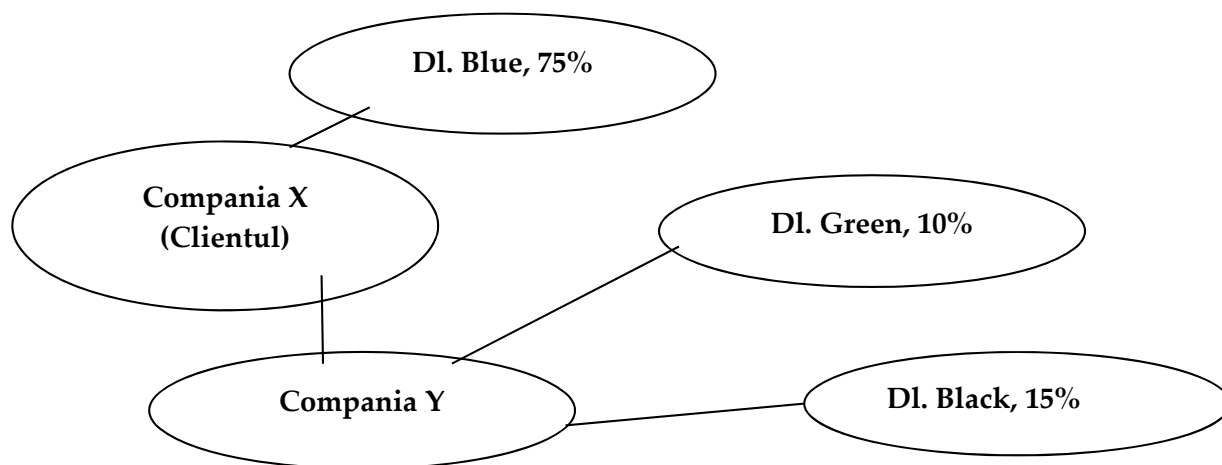 Dl. Blue, 75%
Compania X
(Clientul)
Dl. Green, 10%
Compania Y
Dl. Black, 15%